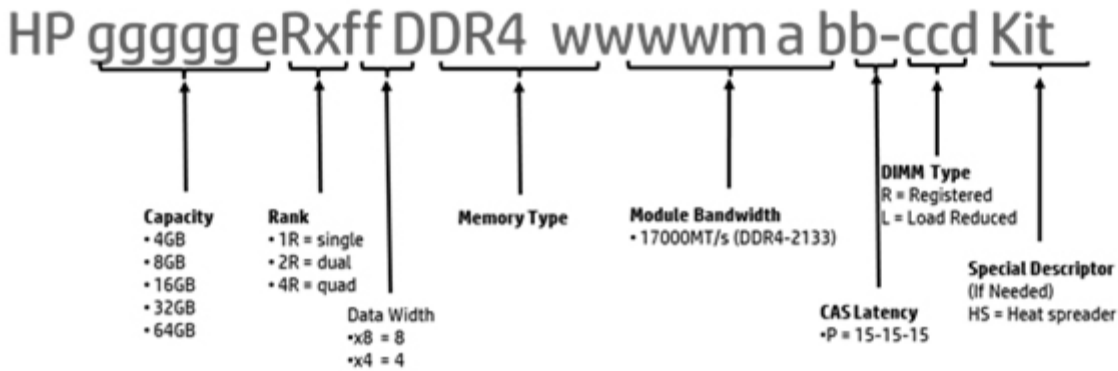 HP ggggg eRxff DDR4 wwwwm a bb-ccd Kit
Capacity
• 4GB
• 8GB
• 16GB
• 32GB
• 64GB
Rank
• 1R = single
• 2R = dual
• 4R = quad
Data Width
•x8 = 8
•x4 = 4
Memory Type
Module Bandwidth
• 17000MT/s (DDR4-2133)
CAS Latency
•P = 15-15-15
DIMM Type
R = Registered
L = Load Reduced
Special Descriptor
(If Needed)
HS = Heat spreader